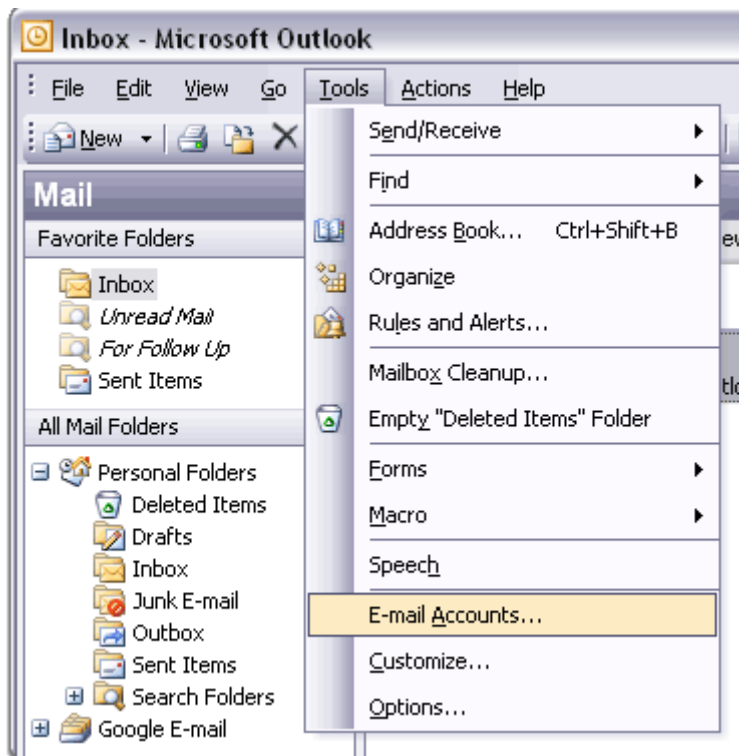 Inbox - Microsoft Outlook
File Edit View Go Tools Actions Help
New
Send/Receive
Find
Address Book... Ctrl+Shift+B
Organize
Rules and Alerts...
Mailbox Cleanup...
Empty "Deleted Items" Folder
Forms
Macro
Speech
E-mail Accounts...
Customize...
Options...
Mail
Favorite Folders
Inbox
Unread Mail
For Follow Up
Sent Items
All Mail Folders
Personal Folders
Deleted Items
Drafts
Inbox
Junk E-mail
Outbox
Sent Items
Search Folders
Google E-mail